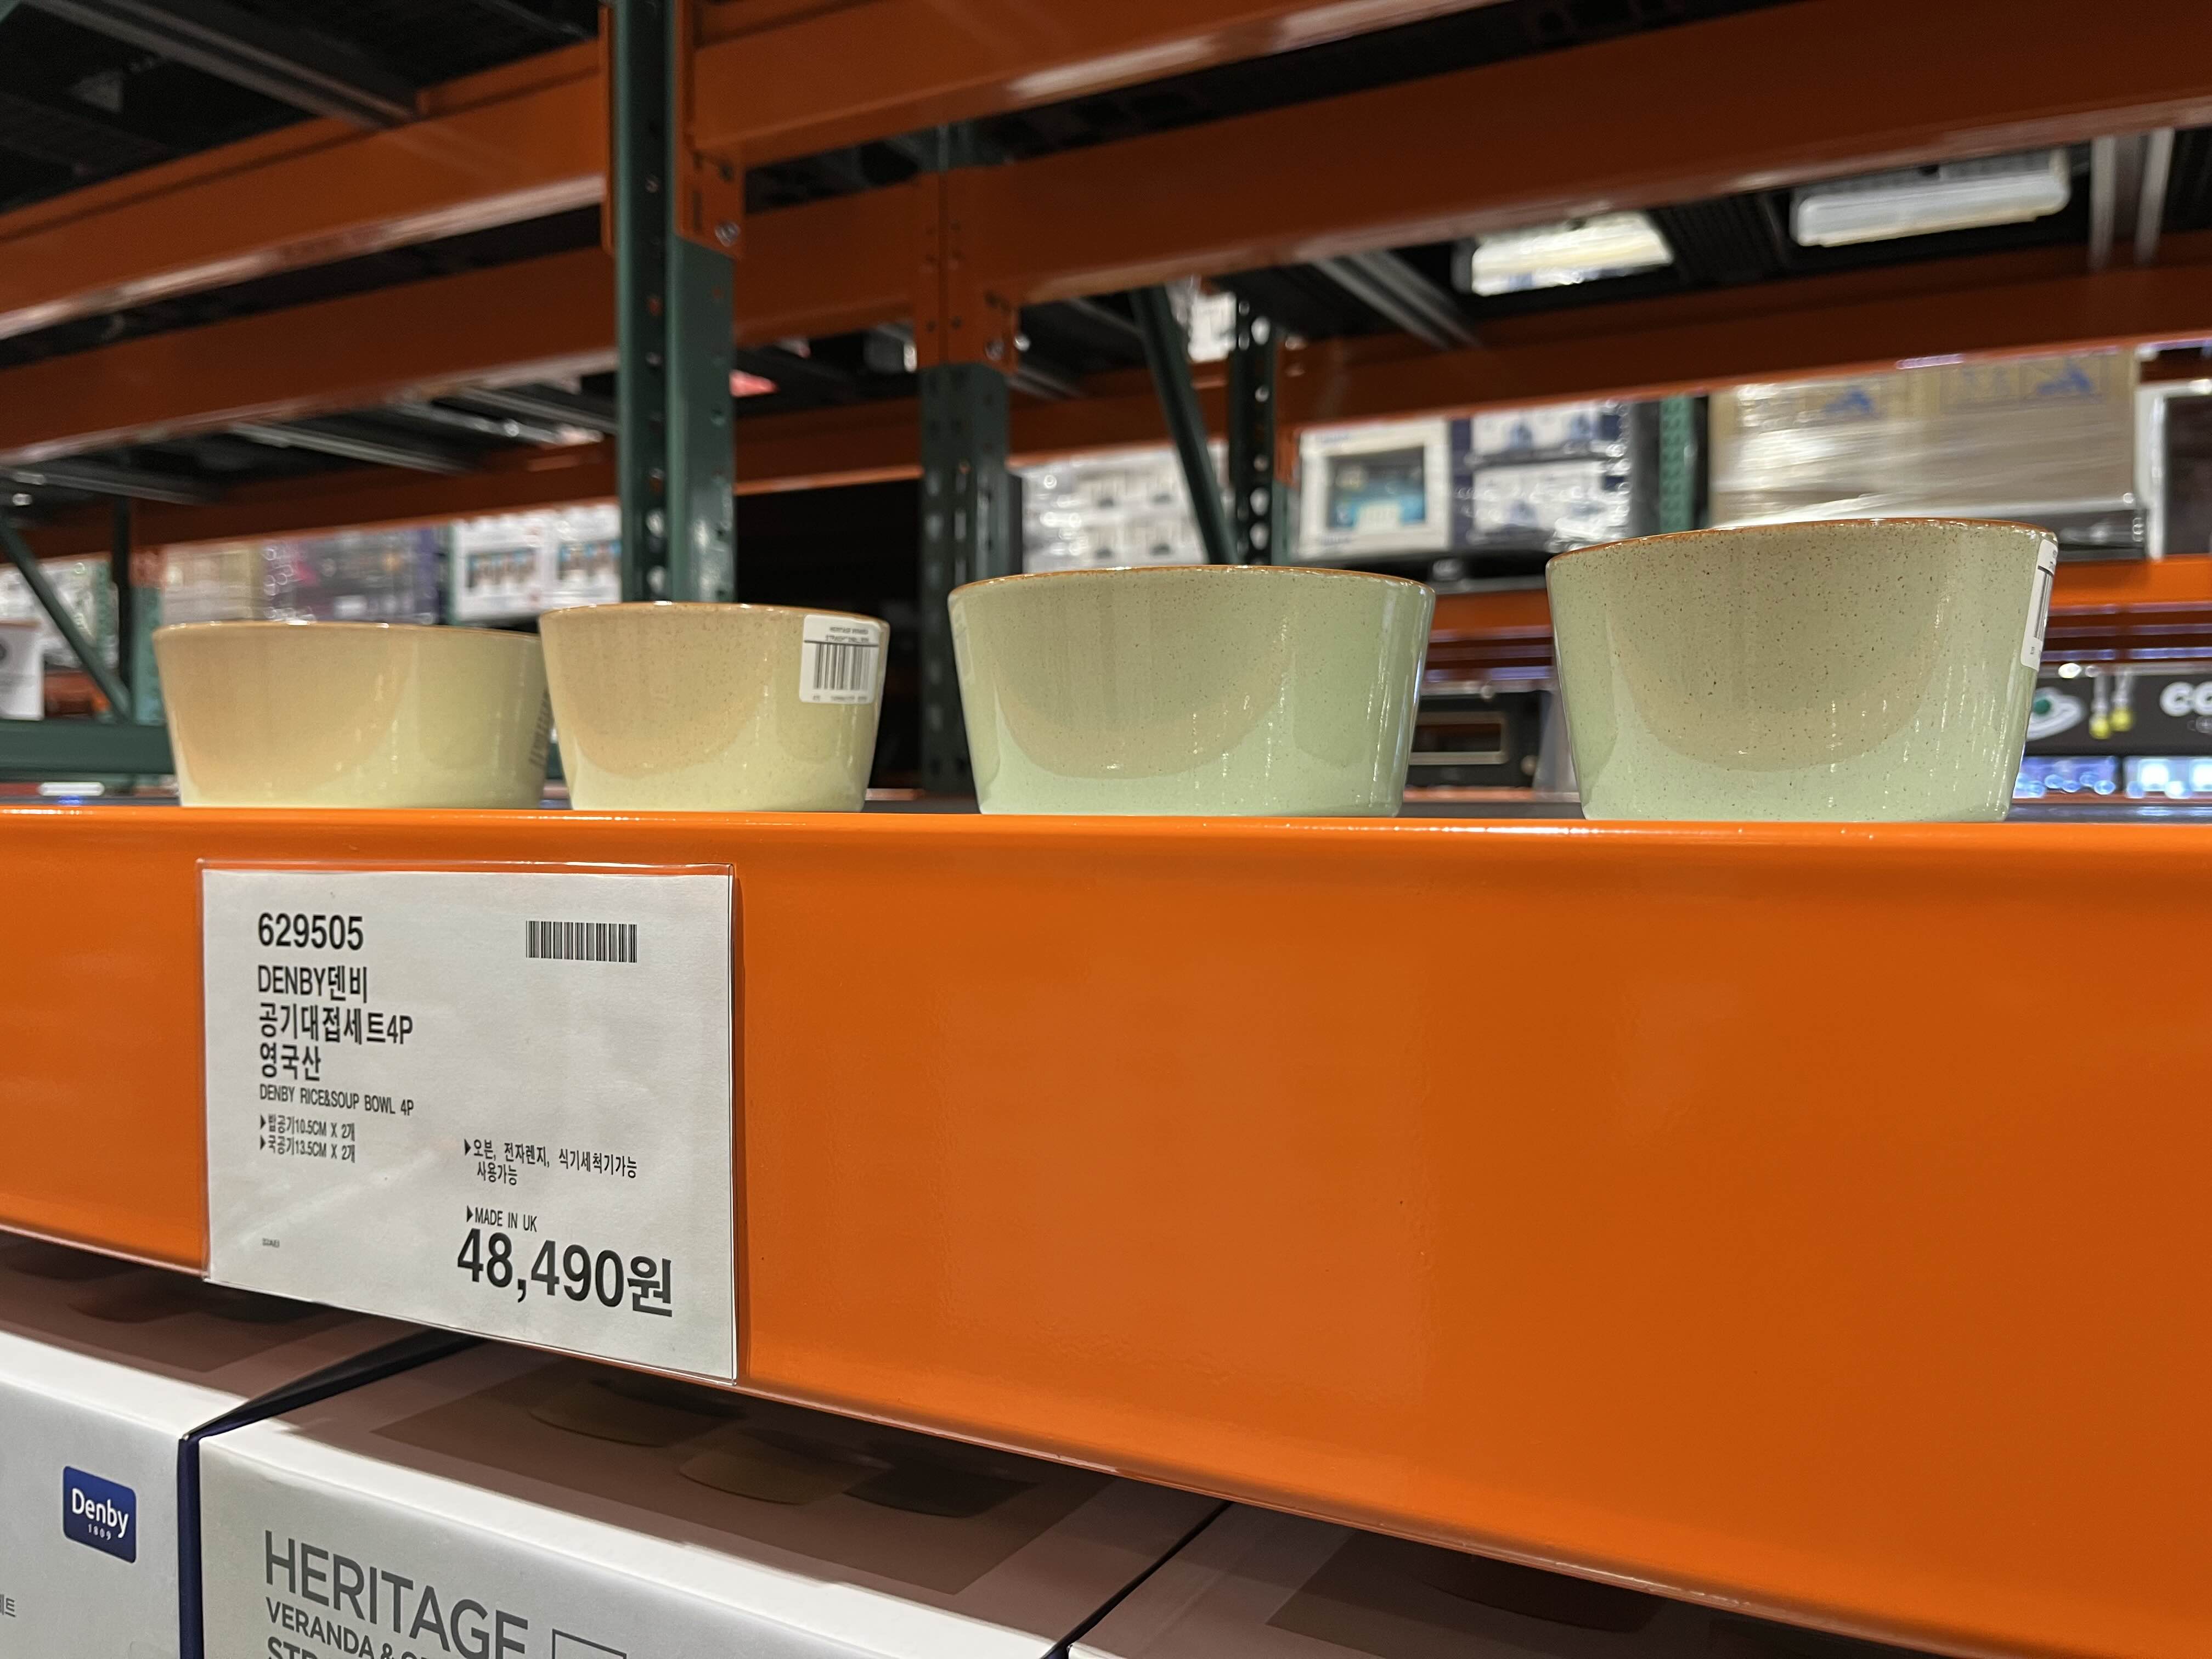 629505
DENBY덴비
공기대접세트4P
영국산
DENBY RICE&SOUP BOWL 4P
▶밥공기10.5CM X 2개
▶국공기13.5CM X 2개
▶오븐, 전자렌지, 식기세척기가능
사용가능
▶MADE IN UK
48,490원
Denby
1809
HERITAGE
VERANDA &